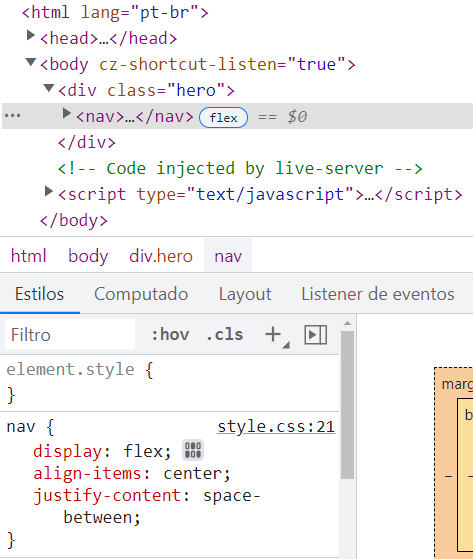 <html lang="pt-br">
<head>…</head>
<body cz-shortcut-listen="true">
<div class="hero">
… <nav>…</nav> flex == $0
</div>
<!-- Code injected by live-server -->
<script type="text/javascript">…</script>
</body>
html body div.hero nav
Estilos Computado Layout Listener de eventos
Filtro :hov .cls +
element.style {
}
nav { style.css:21
display: flex;
align-items: center;
justify-content: space-
between;
}
marg
b
–
–